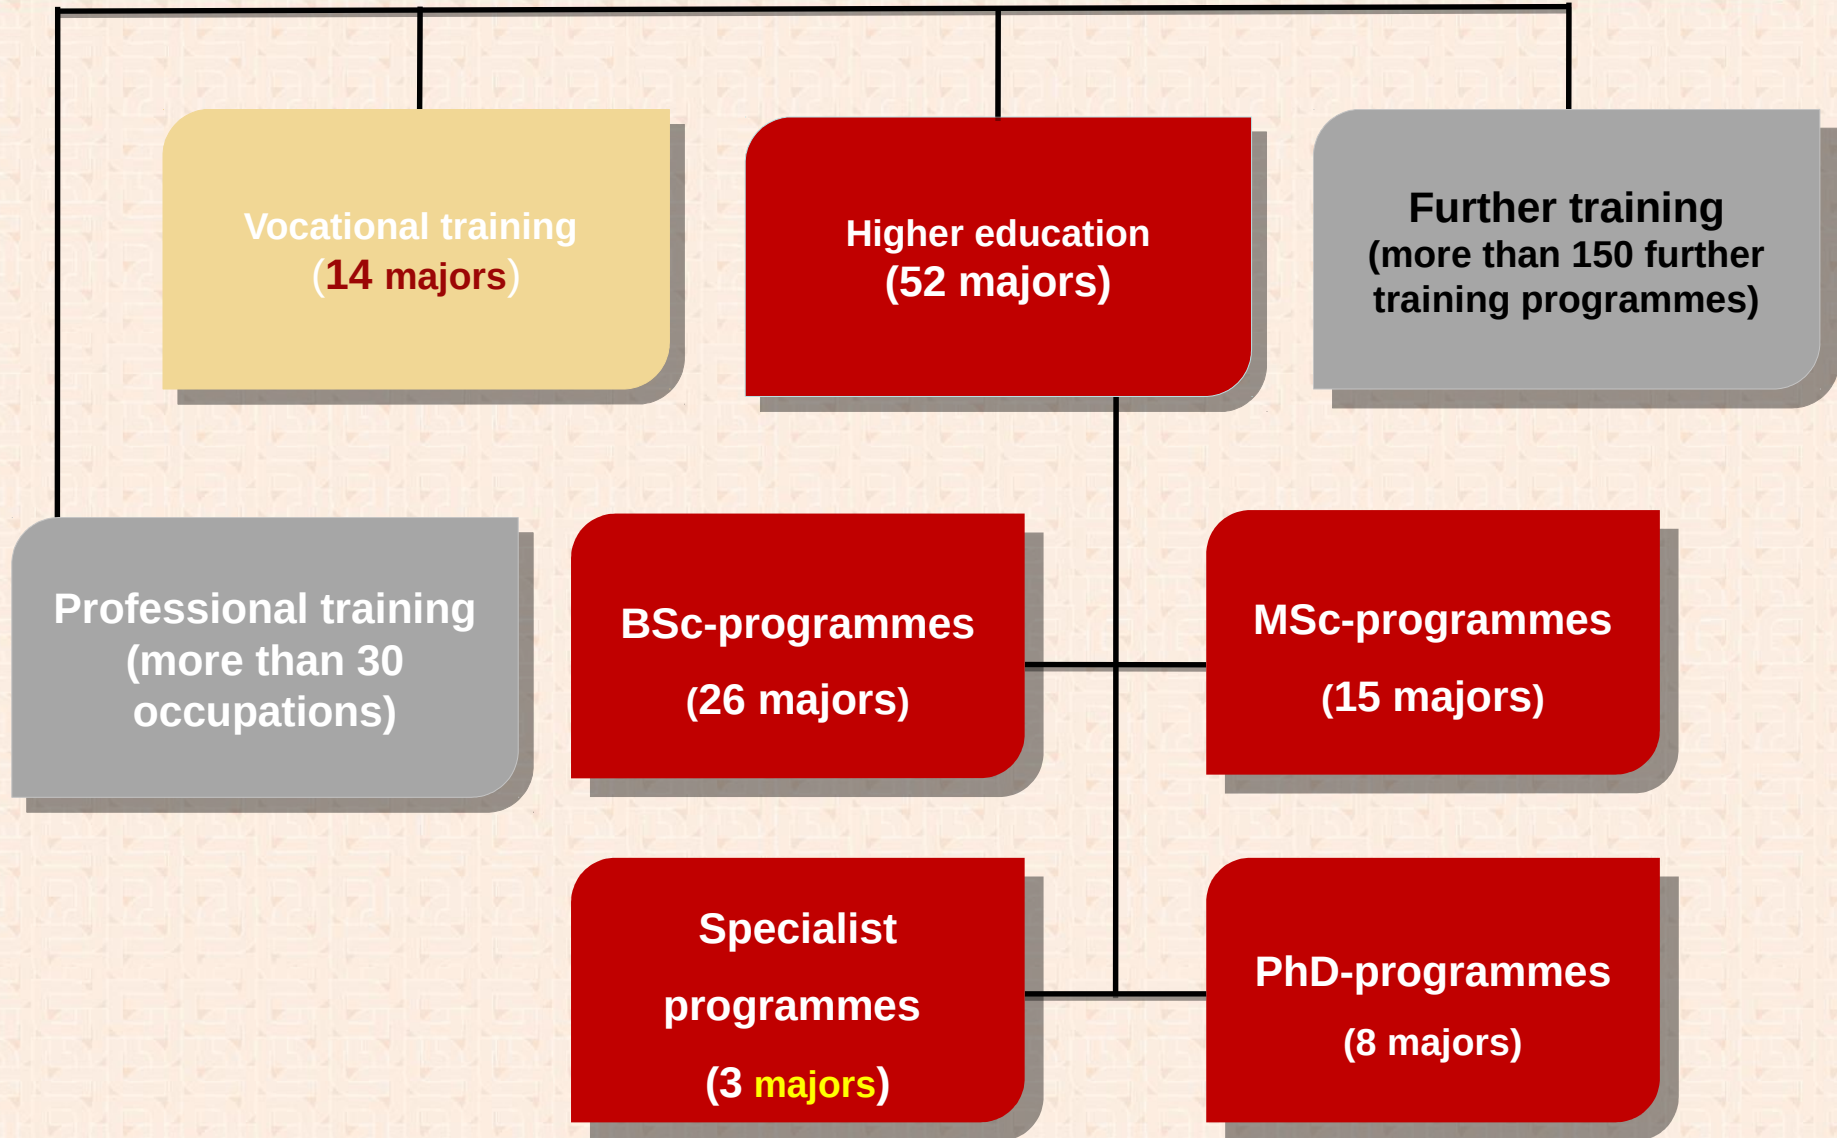 Vocational training
(14 majors)
Higher education
(52 majors)
Further training
(more than 150 further
training programmes)
Professional training
(more than 30
occupations)
BSc-programmes
(26 majors)
MSc-programmes
(15 majors)
Specialist
programmes
(3 majors)
PhD-programmes
(8 majors)